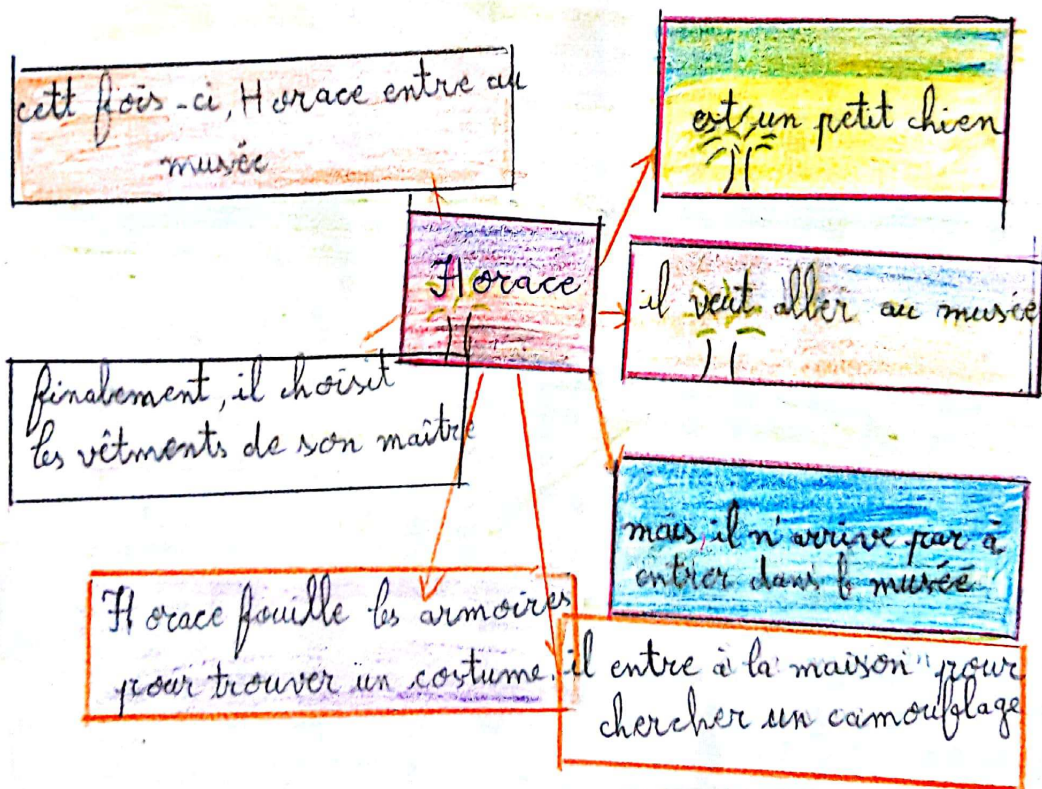 cett fois-ci, Horace entre au
musée
est un petit chien
Horace
il veut aller au musée
finalement, il choisit
les vêtments de son maître
mais, il n'arrive par à
entrer dans le musée
Horace fouille les armoires
pour trouver un costume.
il entre à la maison" pour
chercher un camouflage